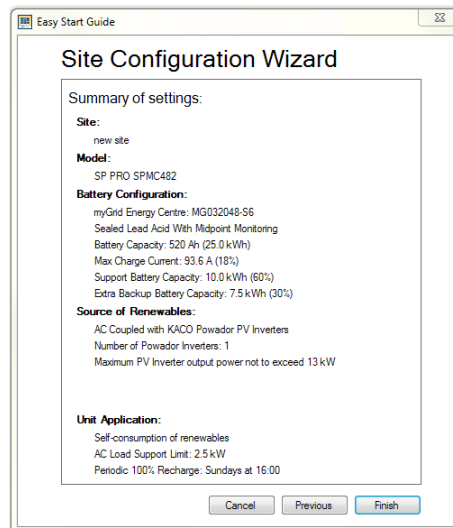 Easy Start Guide
Site Configuration Wizard
Summary of settings:
Site:
new site
Model:
SP PRO SPMC482
Battery Configuration:
myGrid Energy Centre: MG032048-S6
Sealed Lead Acid With Midpoint Monitoring
Battery Capacity: 520 Ah (25.0 kWh)
Max Charge Current: 93.6 A (18%)
Support Battery Capacity: 10.0 kWh (60%)
Extra Backup Battery Capacity: 7.5 kWh (30%)
Source of Renewables:
AC Coupled with KACO Powador PV Inverters
Number of Powador Inverters: 1
Maximum PV Inverter output power not to exceed 13 kW
Unit Application:
Self-consumption of renewables
AC Load Support Limit: 2.5 kW
Periodic 100% Recharge: Sundays at 16:00
Cancel Previous Finish